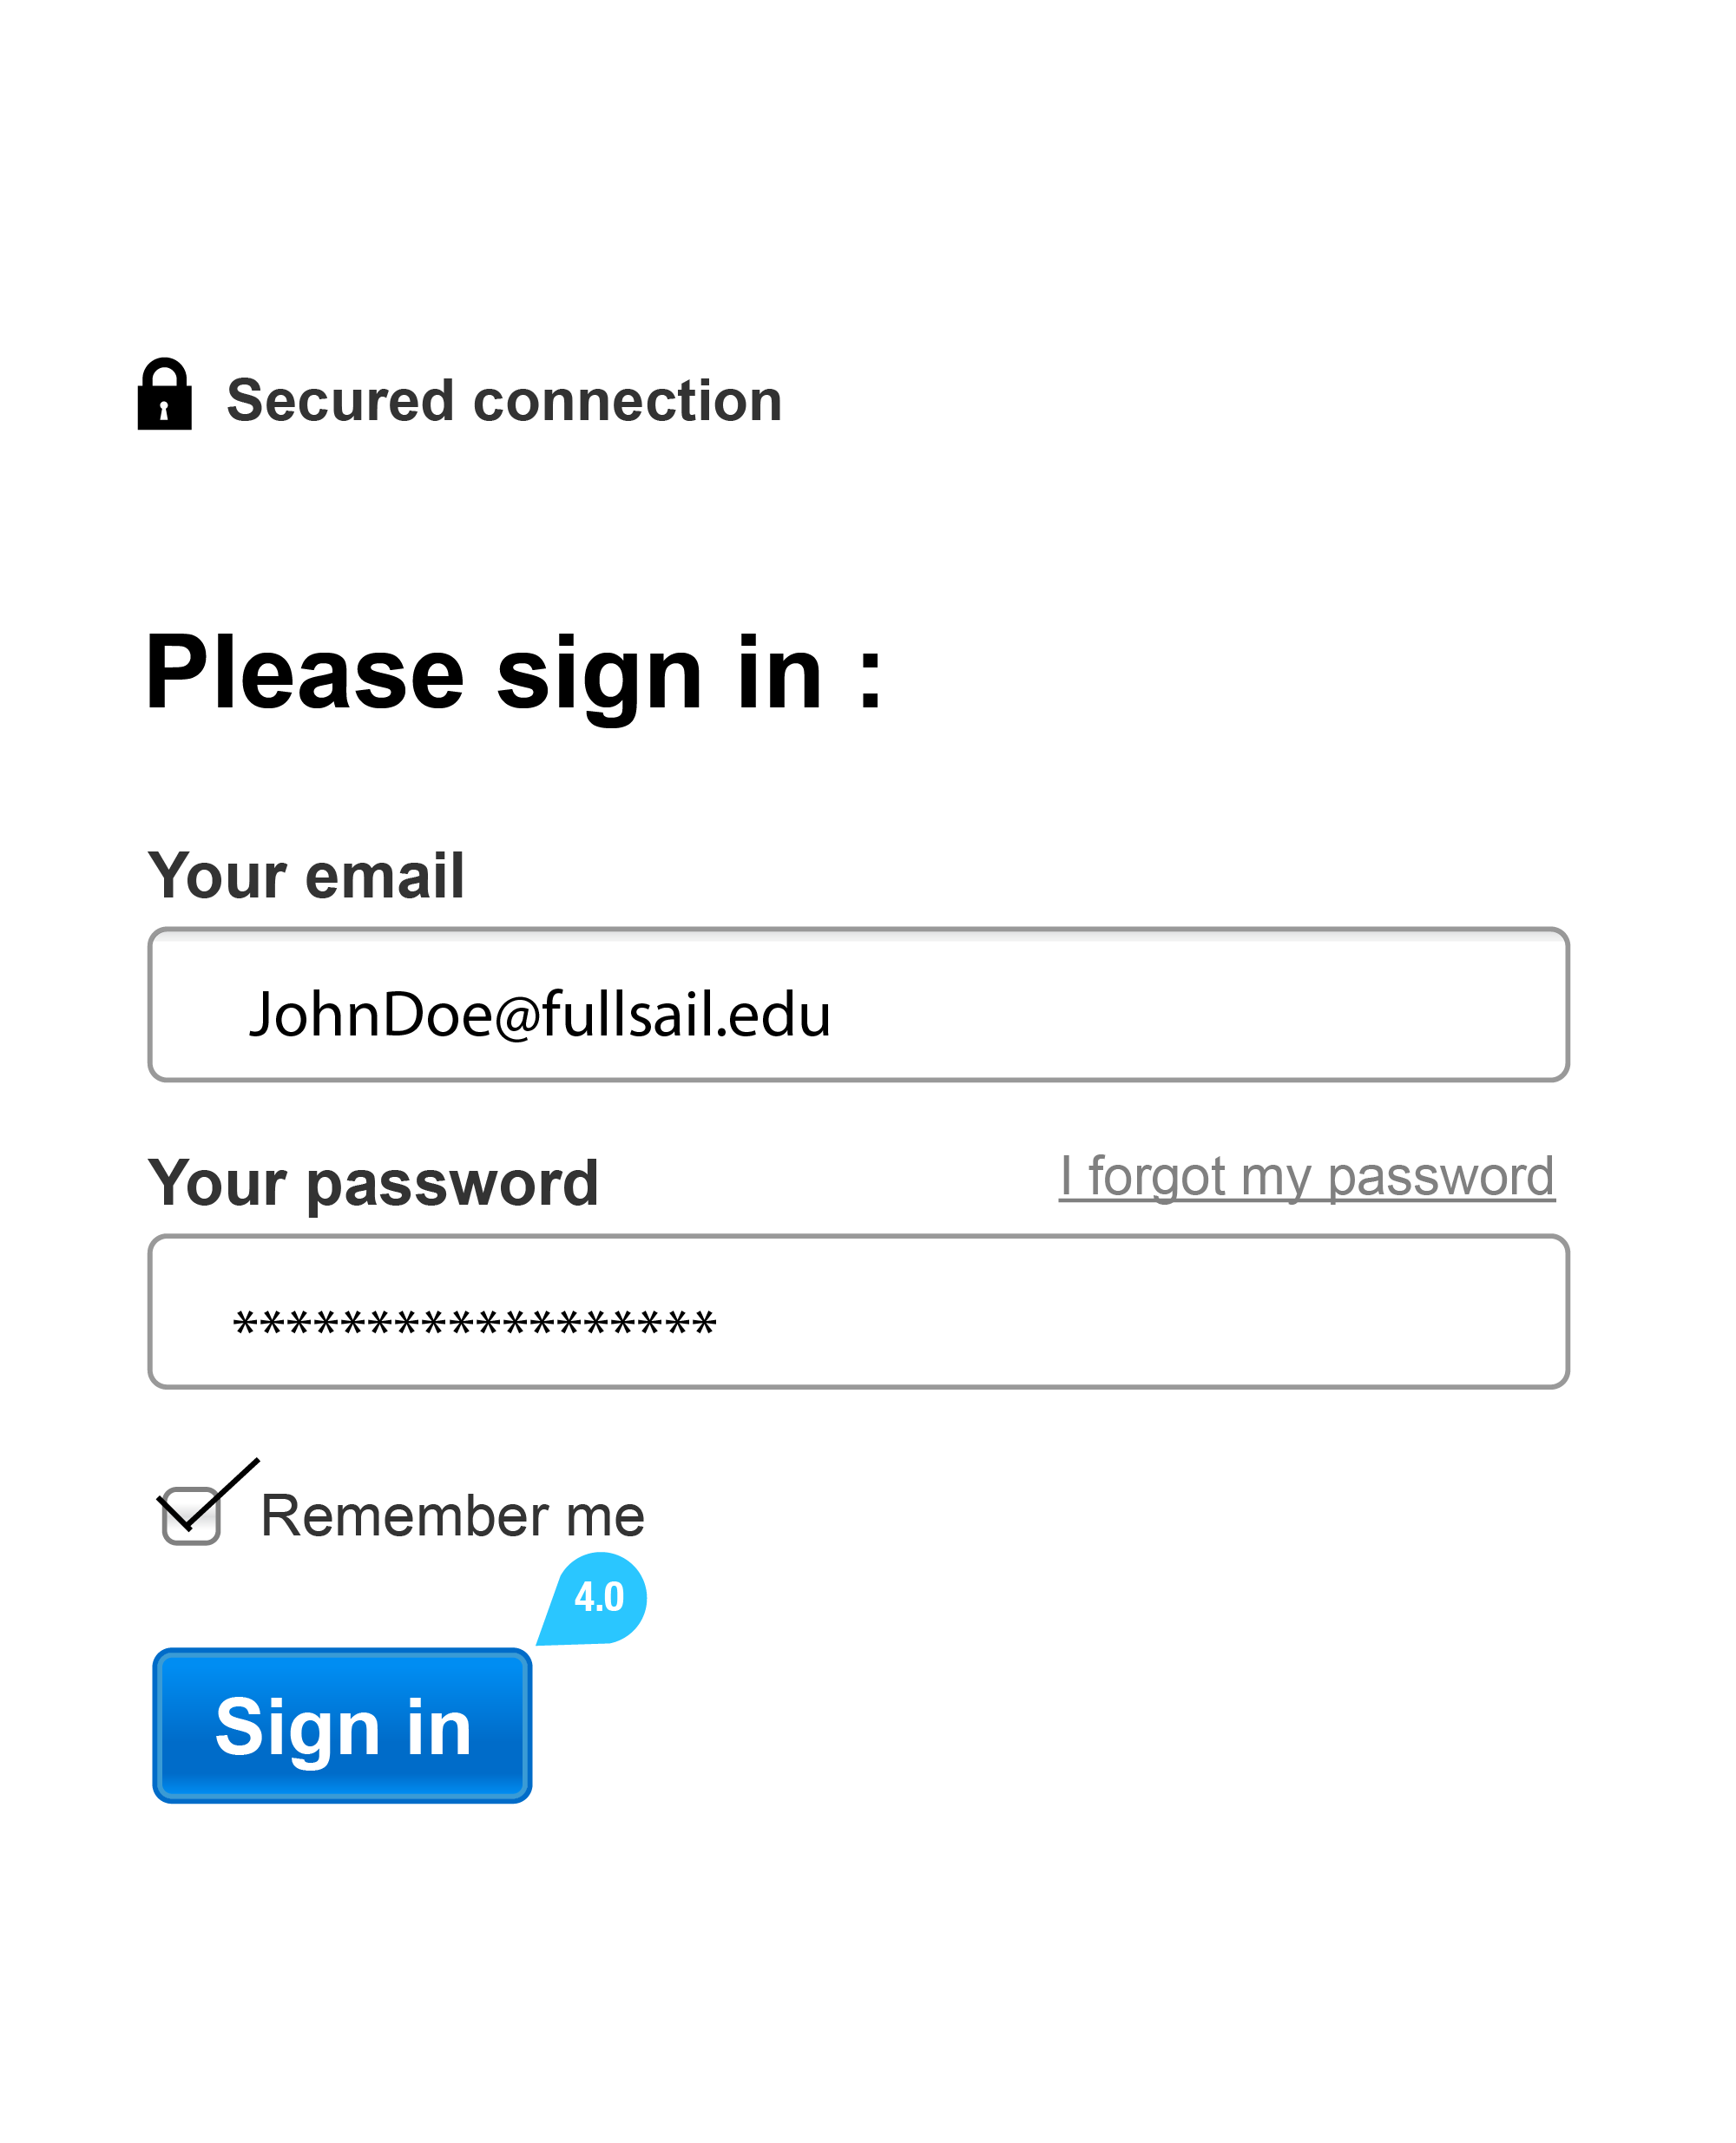 Secured connection
Please sign in :
Your email
JohnDoe@fullsail.edu
Your password
I forgot my password
******************
Remember me
4.0
Sign in